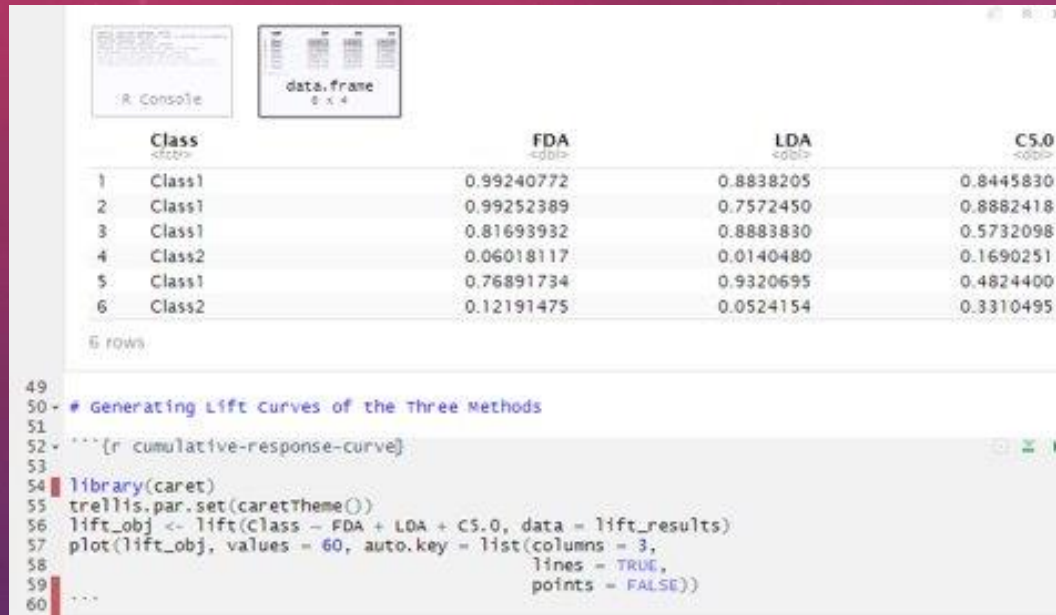 R Console
data.frame
6 x 4
Class FDA LDA C5.0
<fctr> <dbl> <dbl> <dbl>
1 Class1 0.99240772 0.8838205 0.8445830
2 Class1 0.99252389 0.7572450 0.8882418
3 Class1 0.81693932 0.8883830 0.5732098
4 Class2 0.06018117 0.0140480 0.1690251
5 Class1 0.76891734 0.9320695 0.4824400
6 Class2 0.12191475 0.0524154 0.3310495
6 rows
49
50 # Generating Lift Curves of the Three Methods
51
52 ```{r cumulative-response-curve}
53
54 library(caret)
55 trellis.par.set(caretTheme())
56 lift_obj <- lift(Class ~ FDA + LDA + C5.0, data = lift_results)
57 plot(lift_obj, values = 60, auto.key = list(columns = 3,
58 lines = TRUE,
59 points = FALSE))
60 ```